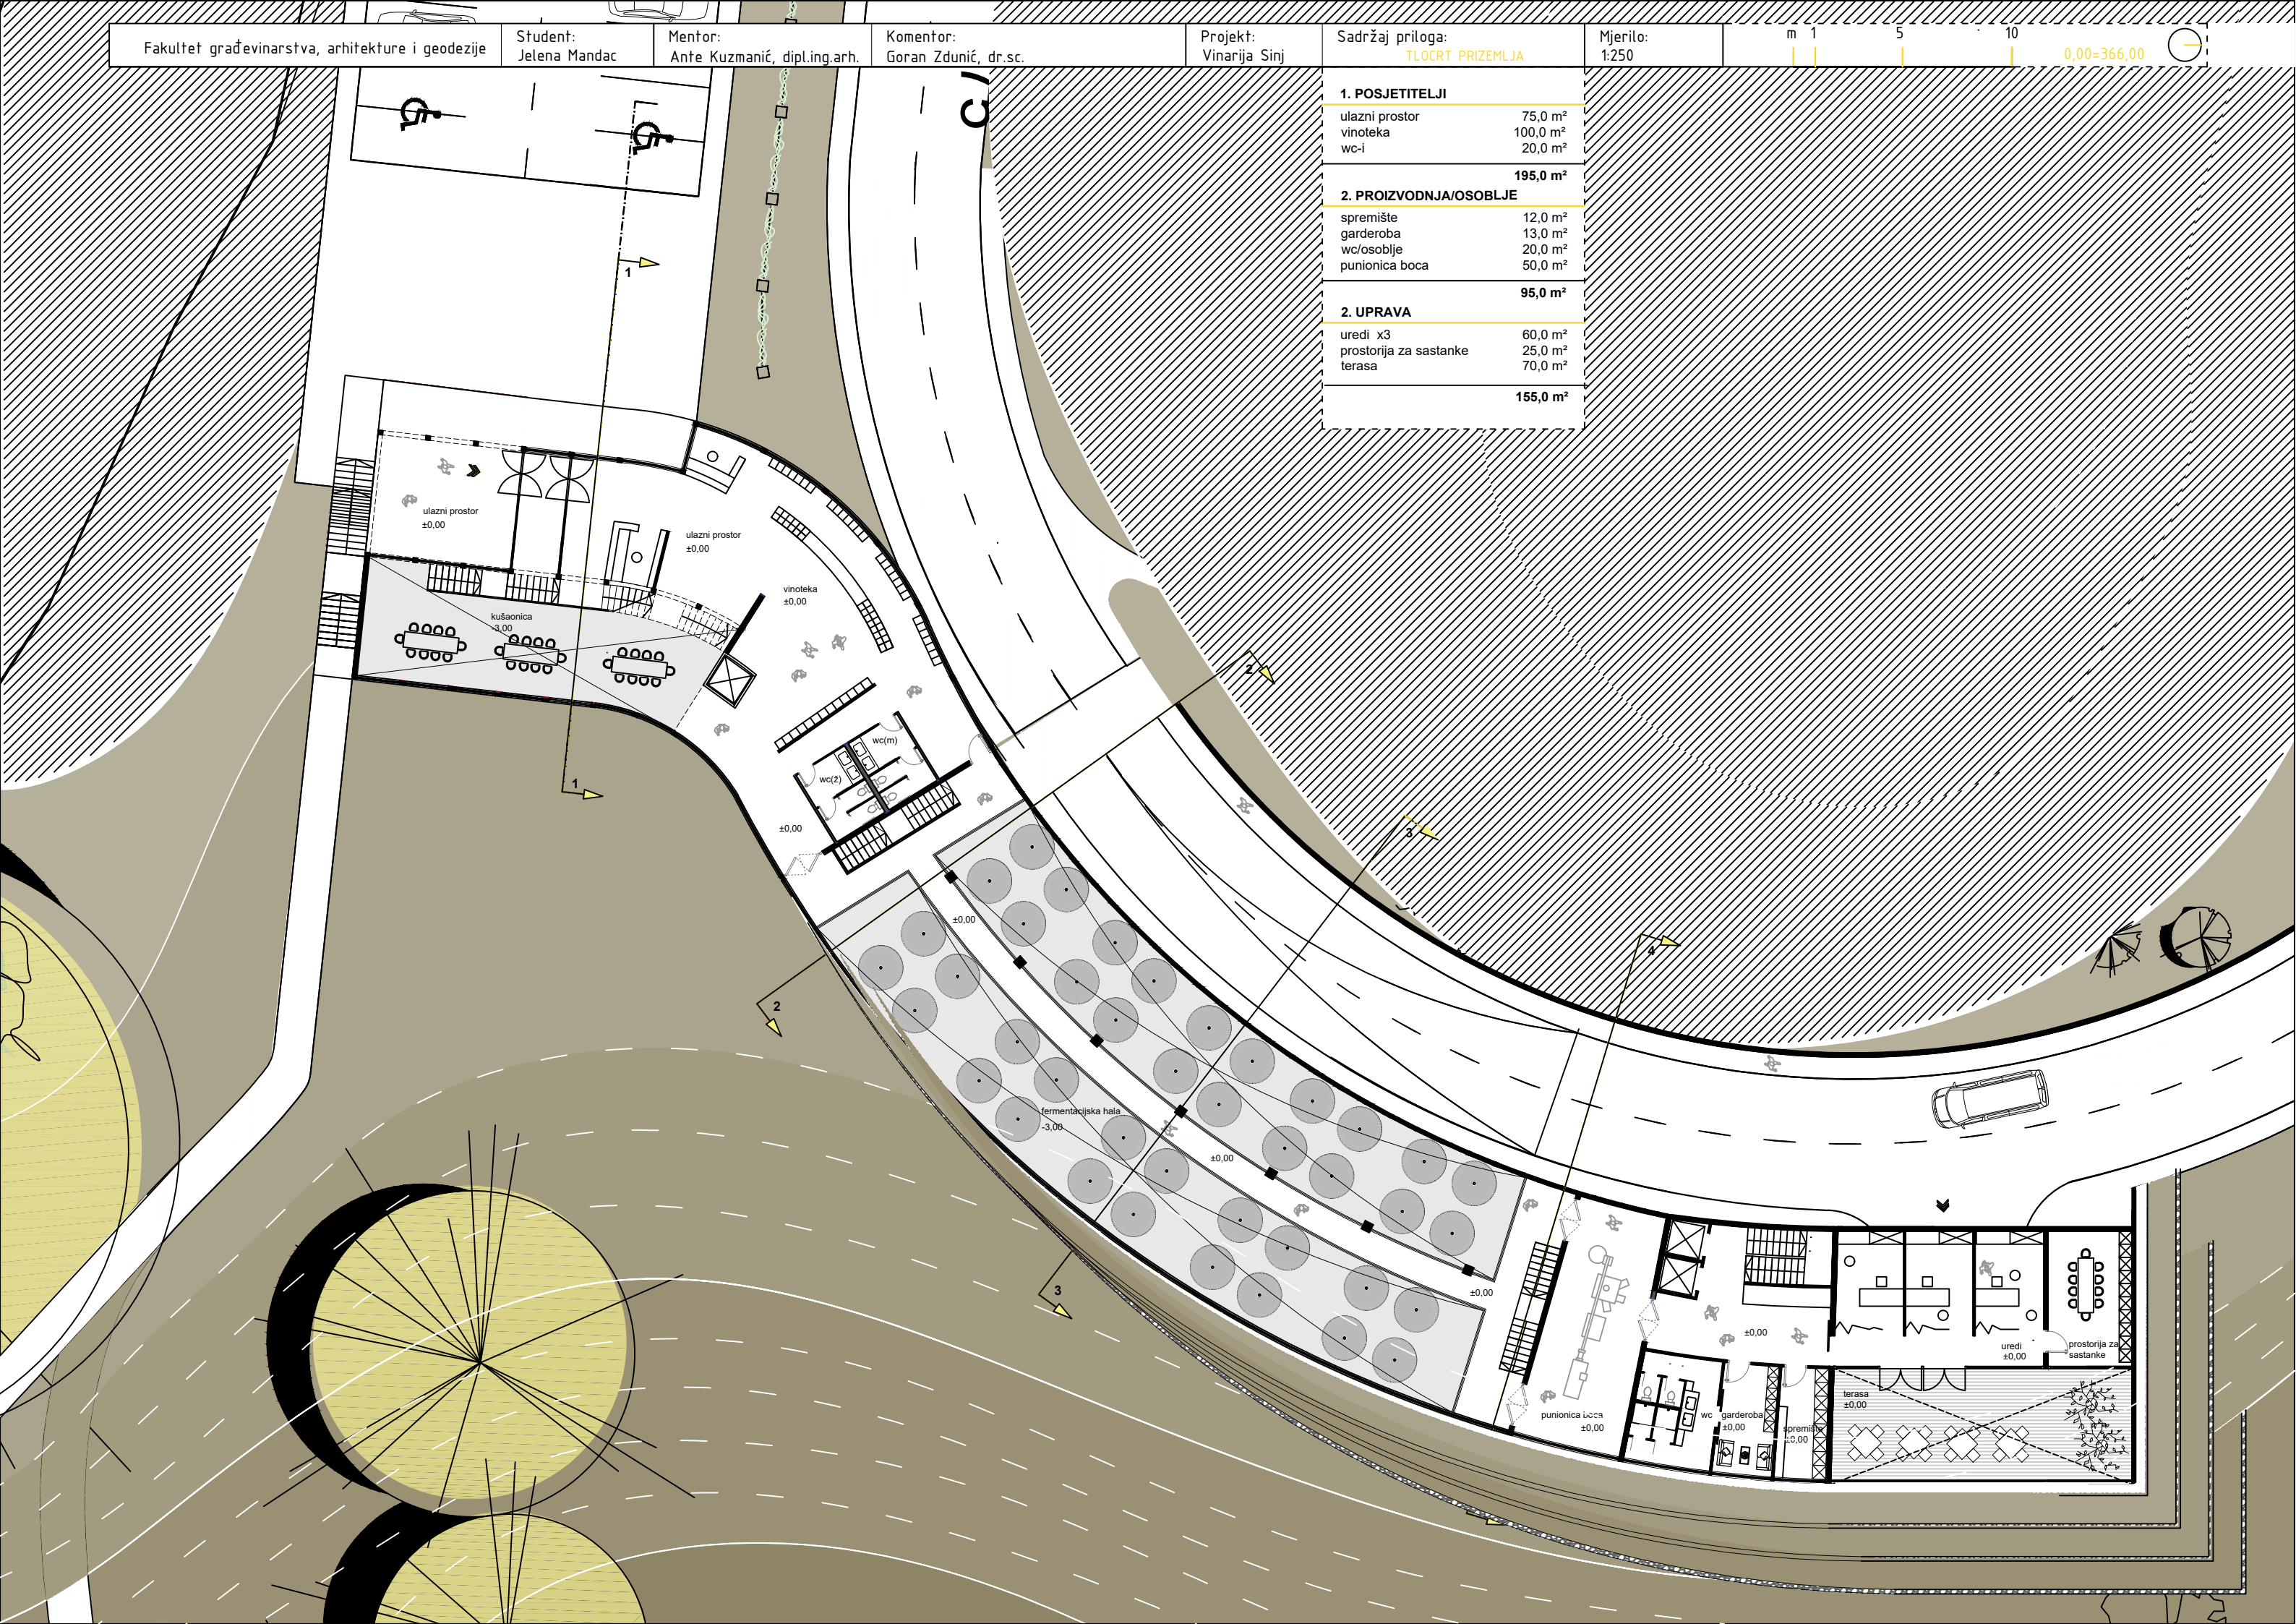 Fakultet građevinarstva, arhitekture i geodezije
Student:
Jelena Mandac
Mentor:
Ante Kuzmanić, dipl.ing.arh.
Komentor:
Goran Zdunić, dr.sc.
Projekt:
Vinarija Sinj
Sadržaj priloga:
TLOCRT PRIZEMLJA
Mjerilo:
1:250
m 1 5 10
0,00=366,00
1. POSJETITELJI
ulazni prostor 75,0 m²
vinoteka 100,0 m²
wc-i 20,0 m²
195,0 m²
2. PROIZVODNJA/OSOBLJE
spremište 12,0 m²
garderoba 13,0 m²
wc/osoblje 20,0 m²
punionica boca 50,0 m²
95,0 m²
2. UPRAVA
uredi x3 60,0 m²
prostorija za sastanke 25,0 m²
terasa 70,0 m²
155,0 m²
1
ulazni prostor
±0,00
ulazni prostor
±0,00
vinoteka
±0,00
kušaonica
-3,00
2
wc(m)
wc(ž)
1
±0,00
3
±0,00
4
2
fermentacijska hala
-3,00
±0,00
3
±0,00
±0,00
uredi
±0,00
prostorija za
sastanke
terasa
±0,00
punionica boca
±0,00
wc
garderoba
±0,00
spremište
±0,00